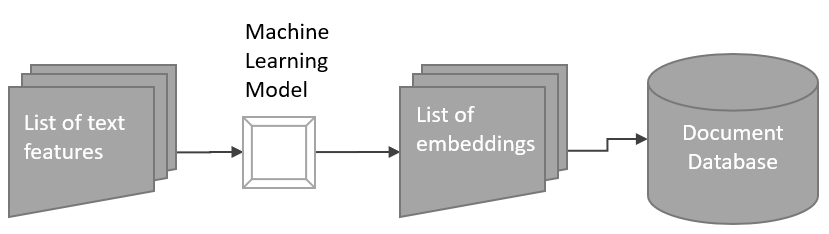 Machine
Learning
Model
List of text
features
List of
embeddings
Document
Database